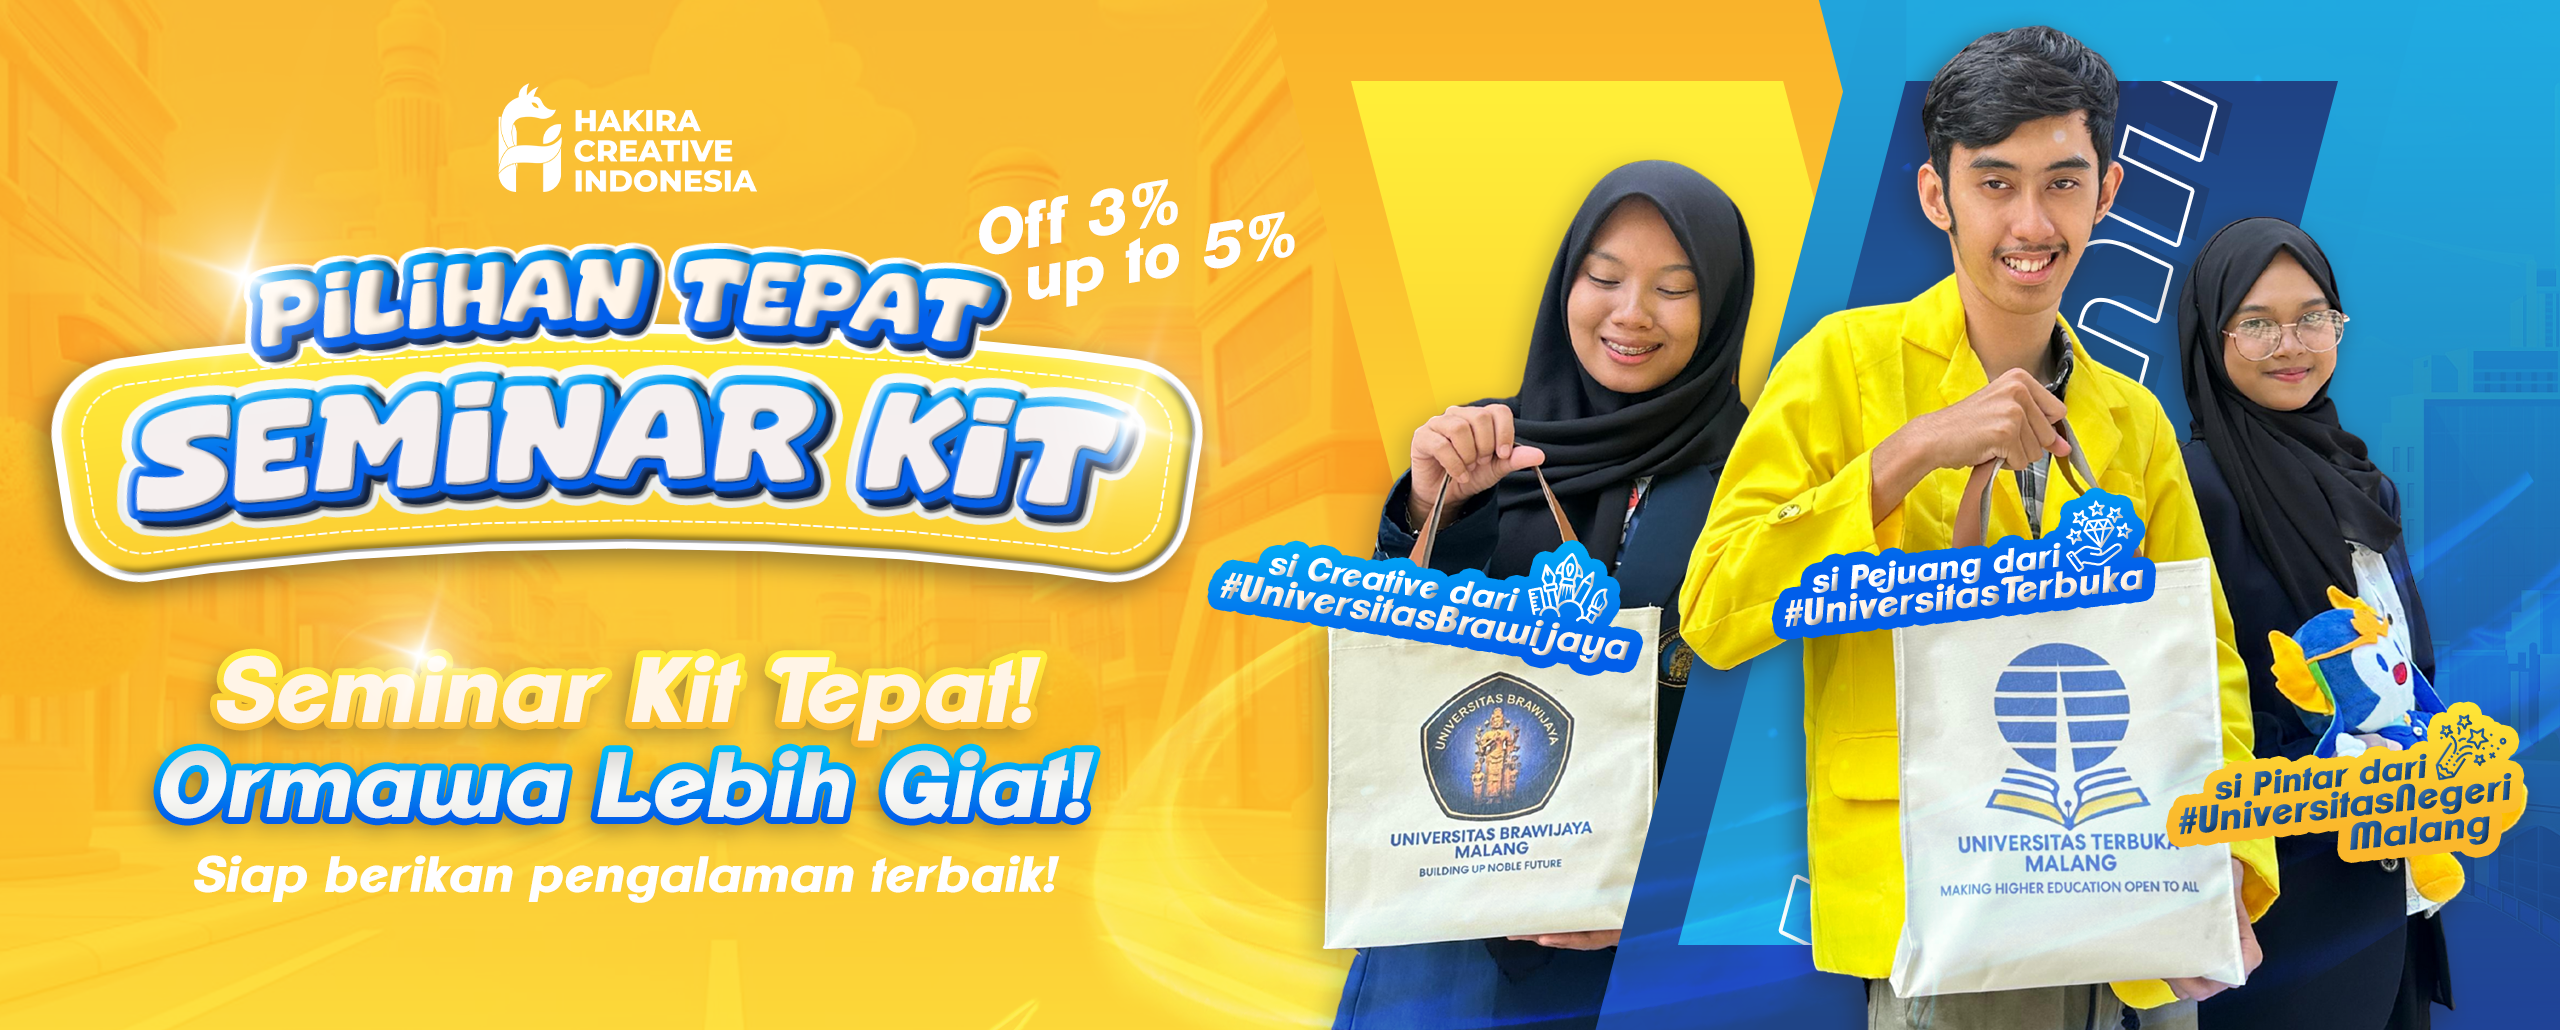 HAKIRA
CREATIVE
INDONESIA
Off 3%
up to 5%
PiLiHAN TEPAT
SEMiNAR KiT
Seminar Kit Tepat!
Ormawa Lebih Giat!
Siap berikan pengalaman terbaik!
si Creative dari
#UniversitasBrawijaya
UNIVERSITAS BRAWIJAYA
UNIVERSITAS BRAWIJAYA
MALANG
BUILDING UP NOBLE FUTURE
si Pejuang dari
#UniversitasTerbuka
UNIVERSITAS TERBUKA
MALANG
MAKING HIGHER EDUCATION OPEN TO ALL
si Pintar dari
#UniversitasNegeri
Malang